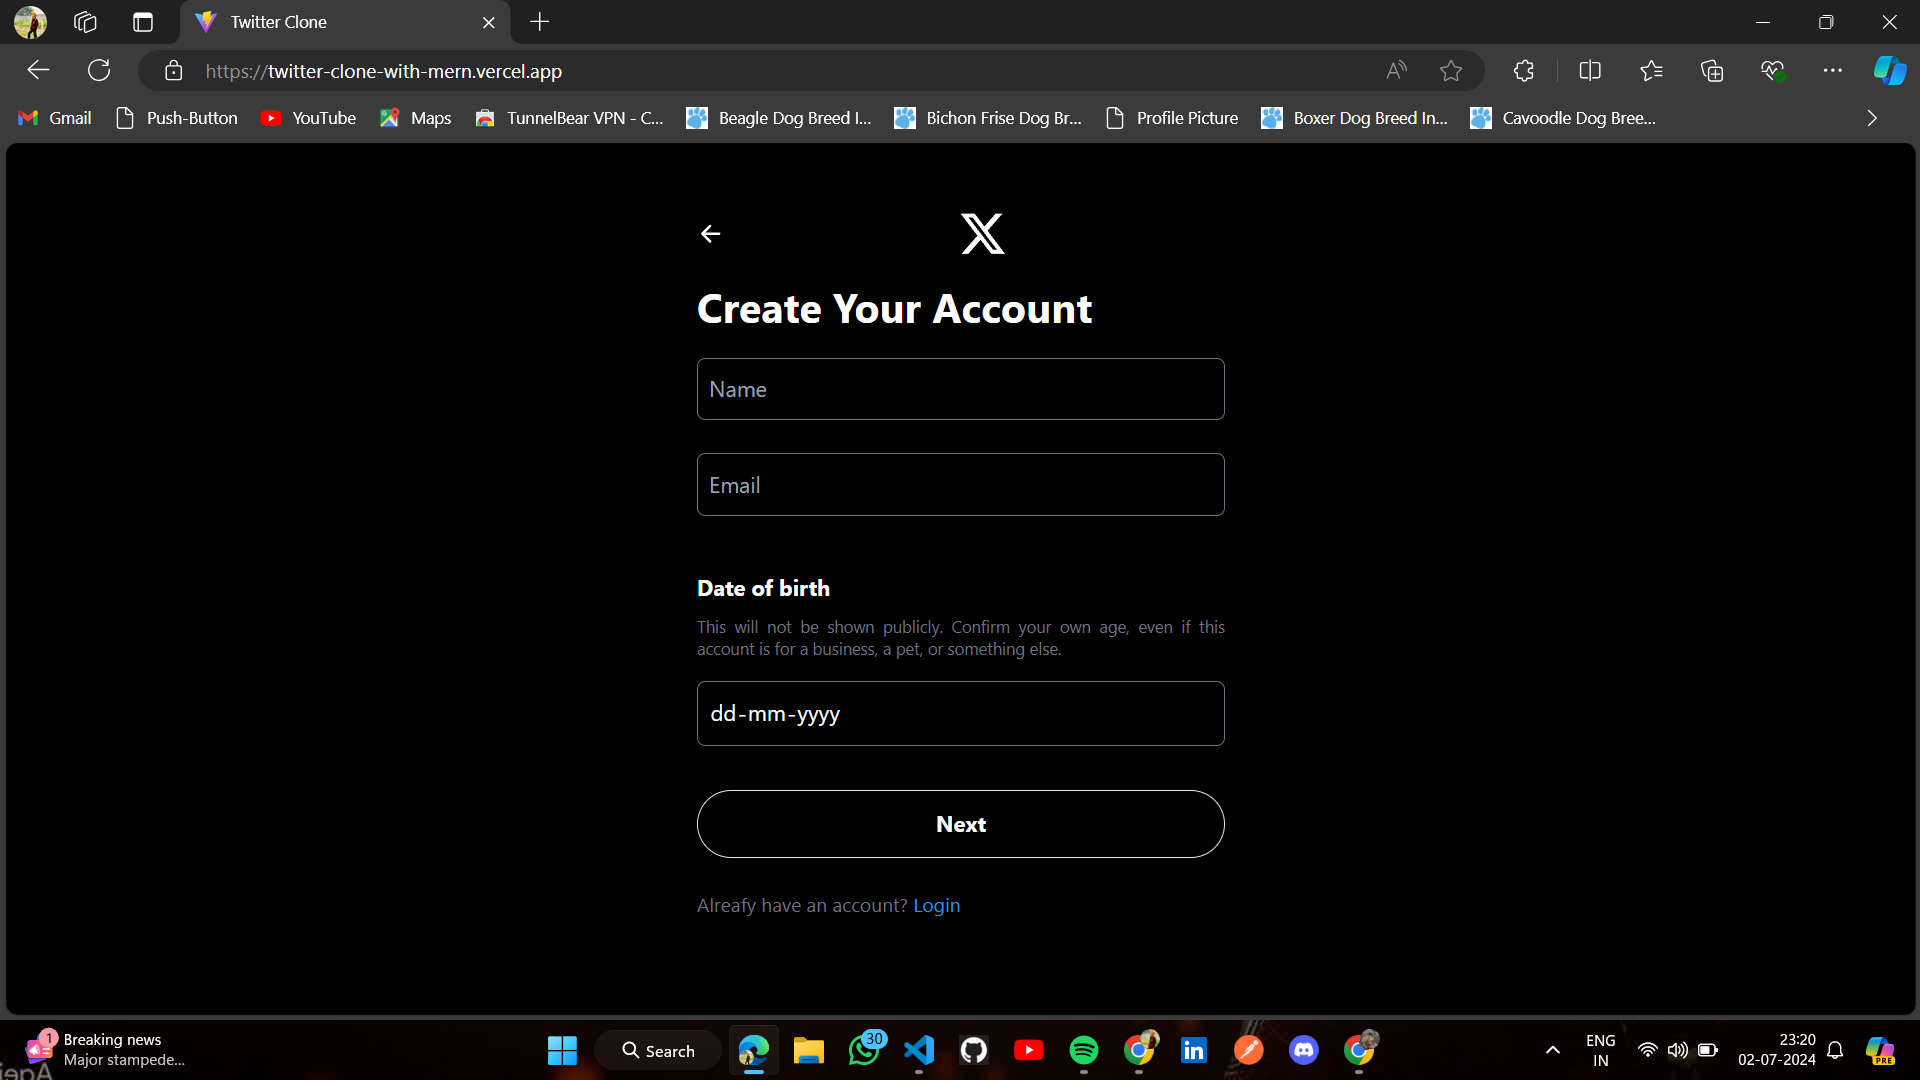 Twitter Clone
https://twitter-clone-with-mern.vercel.app
Gmail
Push-Button
YouTube
Maps
TunnelBear VPN - C...
Beagle Dog Breed I...
Bichon Frise Dog Br...
Profile Picture
Boxer Dog Breed In...
Cavoodle Dog Bree...
X
Create Your Account
Name
Email
Date of birth
This will not be shown publicly. Confirm your own age, even if this
account is for a business, a pet, or something else.
dd-mm-yyyy
Next
Alreafy have an account? Login
1
Breaking news
Major stampede...
Search
30
ENG
IN
23:20
02-07-2024
PRE